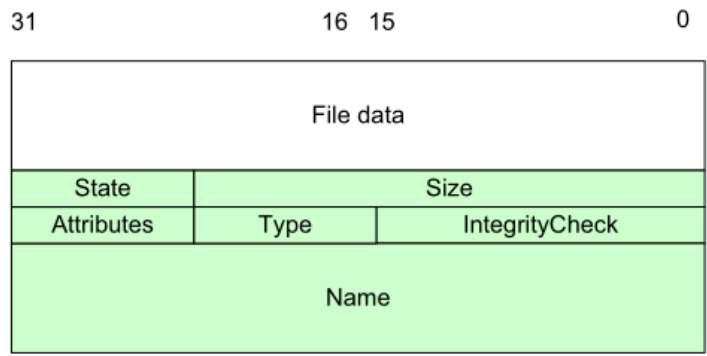 31 16 15 0
File data
State Size
Attributes Type IntegrityCheck
Name